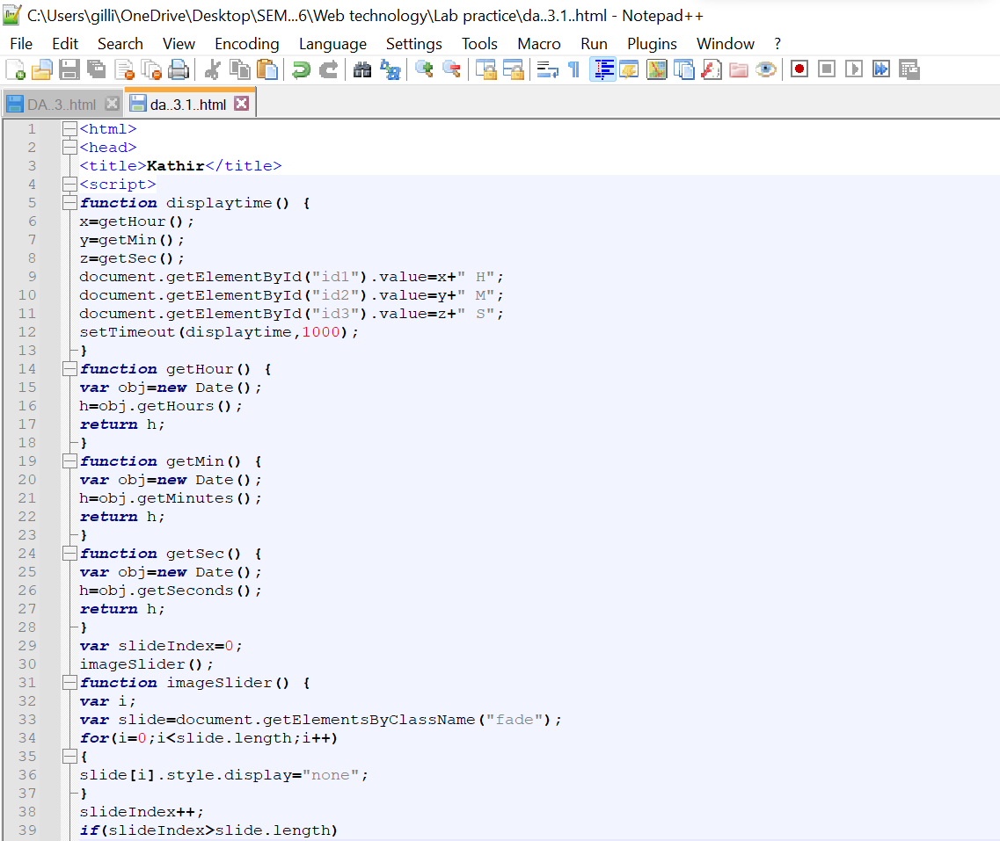 C:\Users\gilli\OneDrive\Desktop\SEM...6\Web technology\Lab practice\da..3.1..html - Notepad++
File Edit Search View Encoding Language Settings Tools Macro Run Plugins Window ?
DA..3..html da..3.1..html
1 <html>
2 <head>
3 <title>Kathir</title>
4 <script>
5 function displaytime() {
6 x=getHour();
7 y=getMin();
8 z=getSec();
9 document.getElementById("id1").value=x+" H";
10 document.getElementById("id2").value=y+" M";
11 document.getElementById("id3").value=z+" S";
12 setTimeout(displaytime,1000);
13 }
14 function getHour() {
15 var obj=new Date();
16 h=obj.getHours();
17 return h;
18 }
19 function getMin() {
20 var obj=new Date();
21 h=obj.getMinutes();
22 return h;
23 }
24 function getSec() {
25 var obj=new Date();
26 h=obj.getSeconds();
27 return h;
28 }
29 var slideIndex=0;
30 imageSlider();
31 function imageSlider() {
32 var i;
33 var slide=document.getElementsByClassName("fade");
34 for(i=0;i<slide.length;i++)
35 {
36 slide[i].style.display="none";
37 }
38 slideIndex++;
39 if(slideIndex>slide.length)